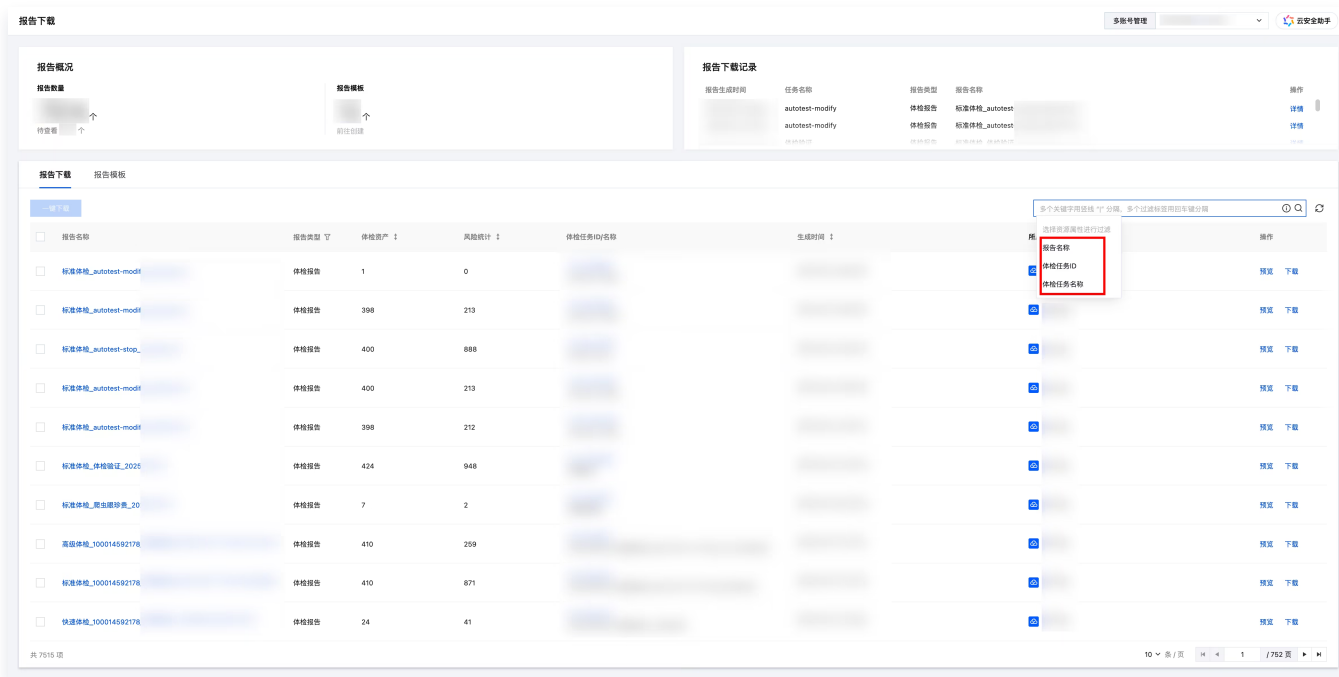 报告下载
多账号管理
云安全助手
报告概况
报告数量
个
待查看 个
报告模板
个
前往创建
报告下载记录
报告生成时间 任务名称 报告类型 报告名称 操作
autotest-modify 体检报告 标准体检_autotest 详情
autotest-modify 体检报告 标准体检_autotest 详情
体检验证 体检报告 标准体检_体检验证 详情
报告下载 报告模板
一键下载
多个关键字用竖线 "|" 分隔，多个过滤标签用回车键分隔
选择资源属性进行过滤
报告名称
体检任务ID
体检任务名称
报告名称 报告类型 体检资产 风险统计 体检任务ID/名称 生成时间 所 操作
标准体检_autotest-modif 体检报告 1 0 预览 下载
标准体检_autotest-modif 体检报告 398 213 预览 下载
标准体检_autotest-stop_ 体检报告 400 888 预览 下载
标准体检_autotest-modif 体检报告 400 213 预览 下载
标准体检_autotest-modif 体检报告 398 212 预览 下载
标准体检_体检验证_2025 体检报告 424 948 预览 下载
标准体检_爬虫眼珍贵_20 体检报告 7 2 预览 下载
高级体检_100014592178 体检报告 410 259 预览 下载
标准体检_100014592178 体检报告 410 871 预览 下载
快速体检_100014592178 体检报告 24 41 预览 下载
共 7515 项
10 条 / 页 1 / 752 页